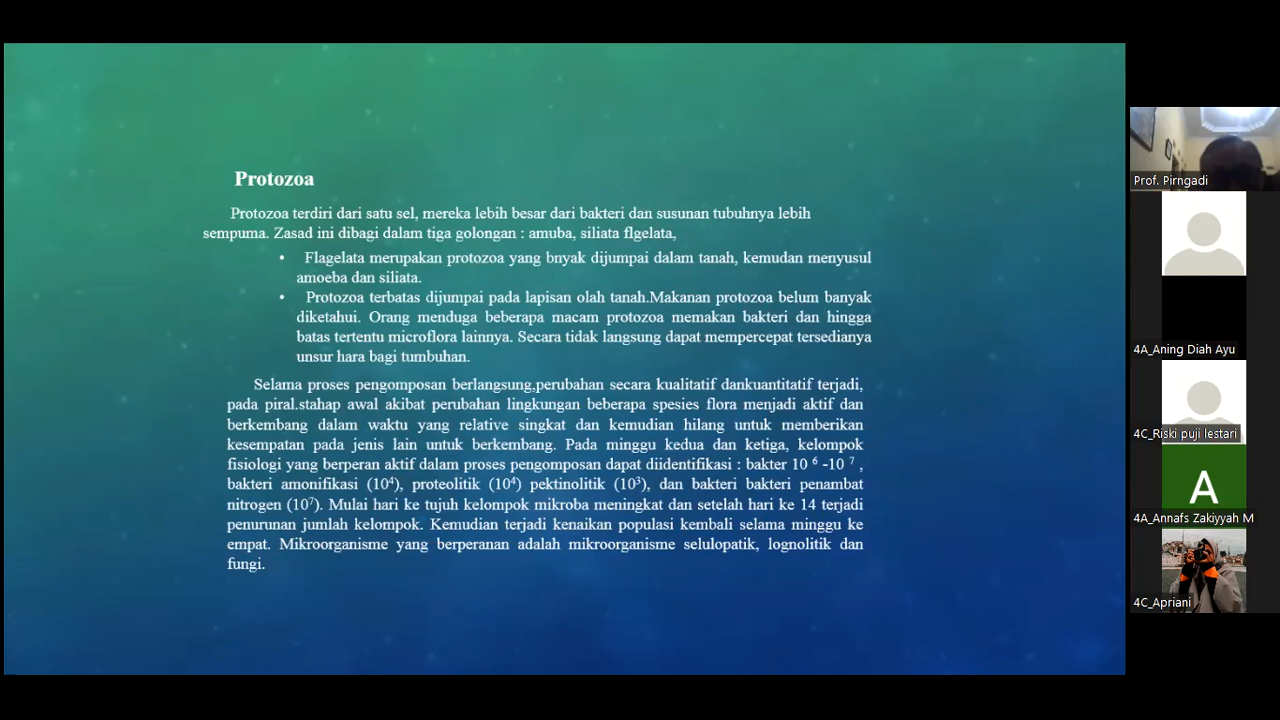 Protozoa
Protozoa terdiri dari satu sel, mereka lebih besar dari bakteri dan susunan tubuhnya lebih
sempuma. Zasad ini dibagi dalam tiga golongan : amuba, siliata flgelata,
• Flagelata merupakan protozoa yang bnyak dijumpai dalam tanah, kemudan menyusul
amoeba dan siliata.
• Protozoa terbatas dijumpai pada lapisan olah tanah.Makanan protozoa belum banyak
diketahui. Orang menduga beberapa macam protozoa memakan bakteri dan hingga
batas tertentu microflora lainnya. Secara tidak langsung dapat mempercepat tersedianya
unsur hara bagi tumbuhan.
Selama proses pengomposan berlangsung,perubahan secara kualitatif dankuantitatif terjadi,
pada piral.stahap awal akibat perubahan lingkungan beberapa spesies flora menjadi aktif dan
berkembang dalam waktu yang relative singkat dan kemudian hilang untuk memberikan
kesempatan pada jenis lain untuk berkembang. Pada minggu kedua dan ketiga, kelompok
fisiologi yang berperan aktif dalam proses pengomposan dapat diidentifikasi : bakter 10 ⁶ -10 ⁷ ,
bakteri amonifikasi (10⁴), proteolitik (10⁴) pektinolitik (10³), dan bakteri bakteri penambat
nitrogen (10⁷). Mulai hari ke tujuh kelompok mikroba meningkat dan setelah hari ke 14 terjadi
penurunan jumlah kelompok. Kemudian terjadi kenaikan populasi kembali selama minggu ke
empat. Mikroorganisme yang berperanan adalah mikroorganisme selulopatik, lognolitik dan
fungi.
Prof. Pirngadi
4A_Aning Diah Ayu
4C_Riski puji lestari
A
4A_Annafs Zakiyyah M
4C_Apriani